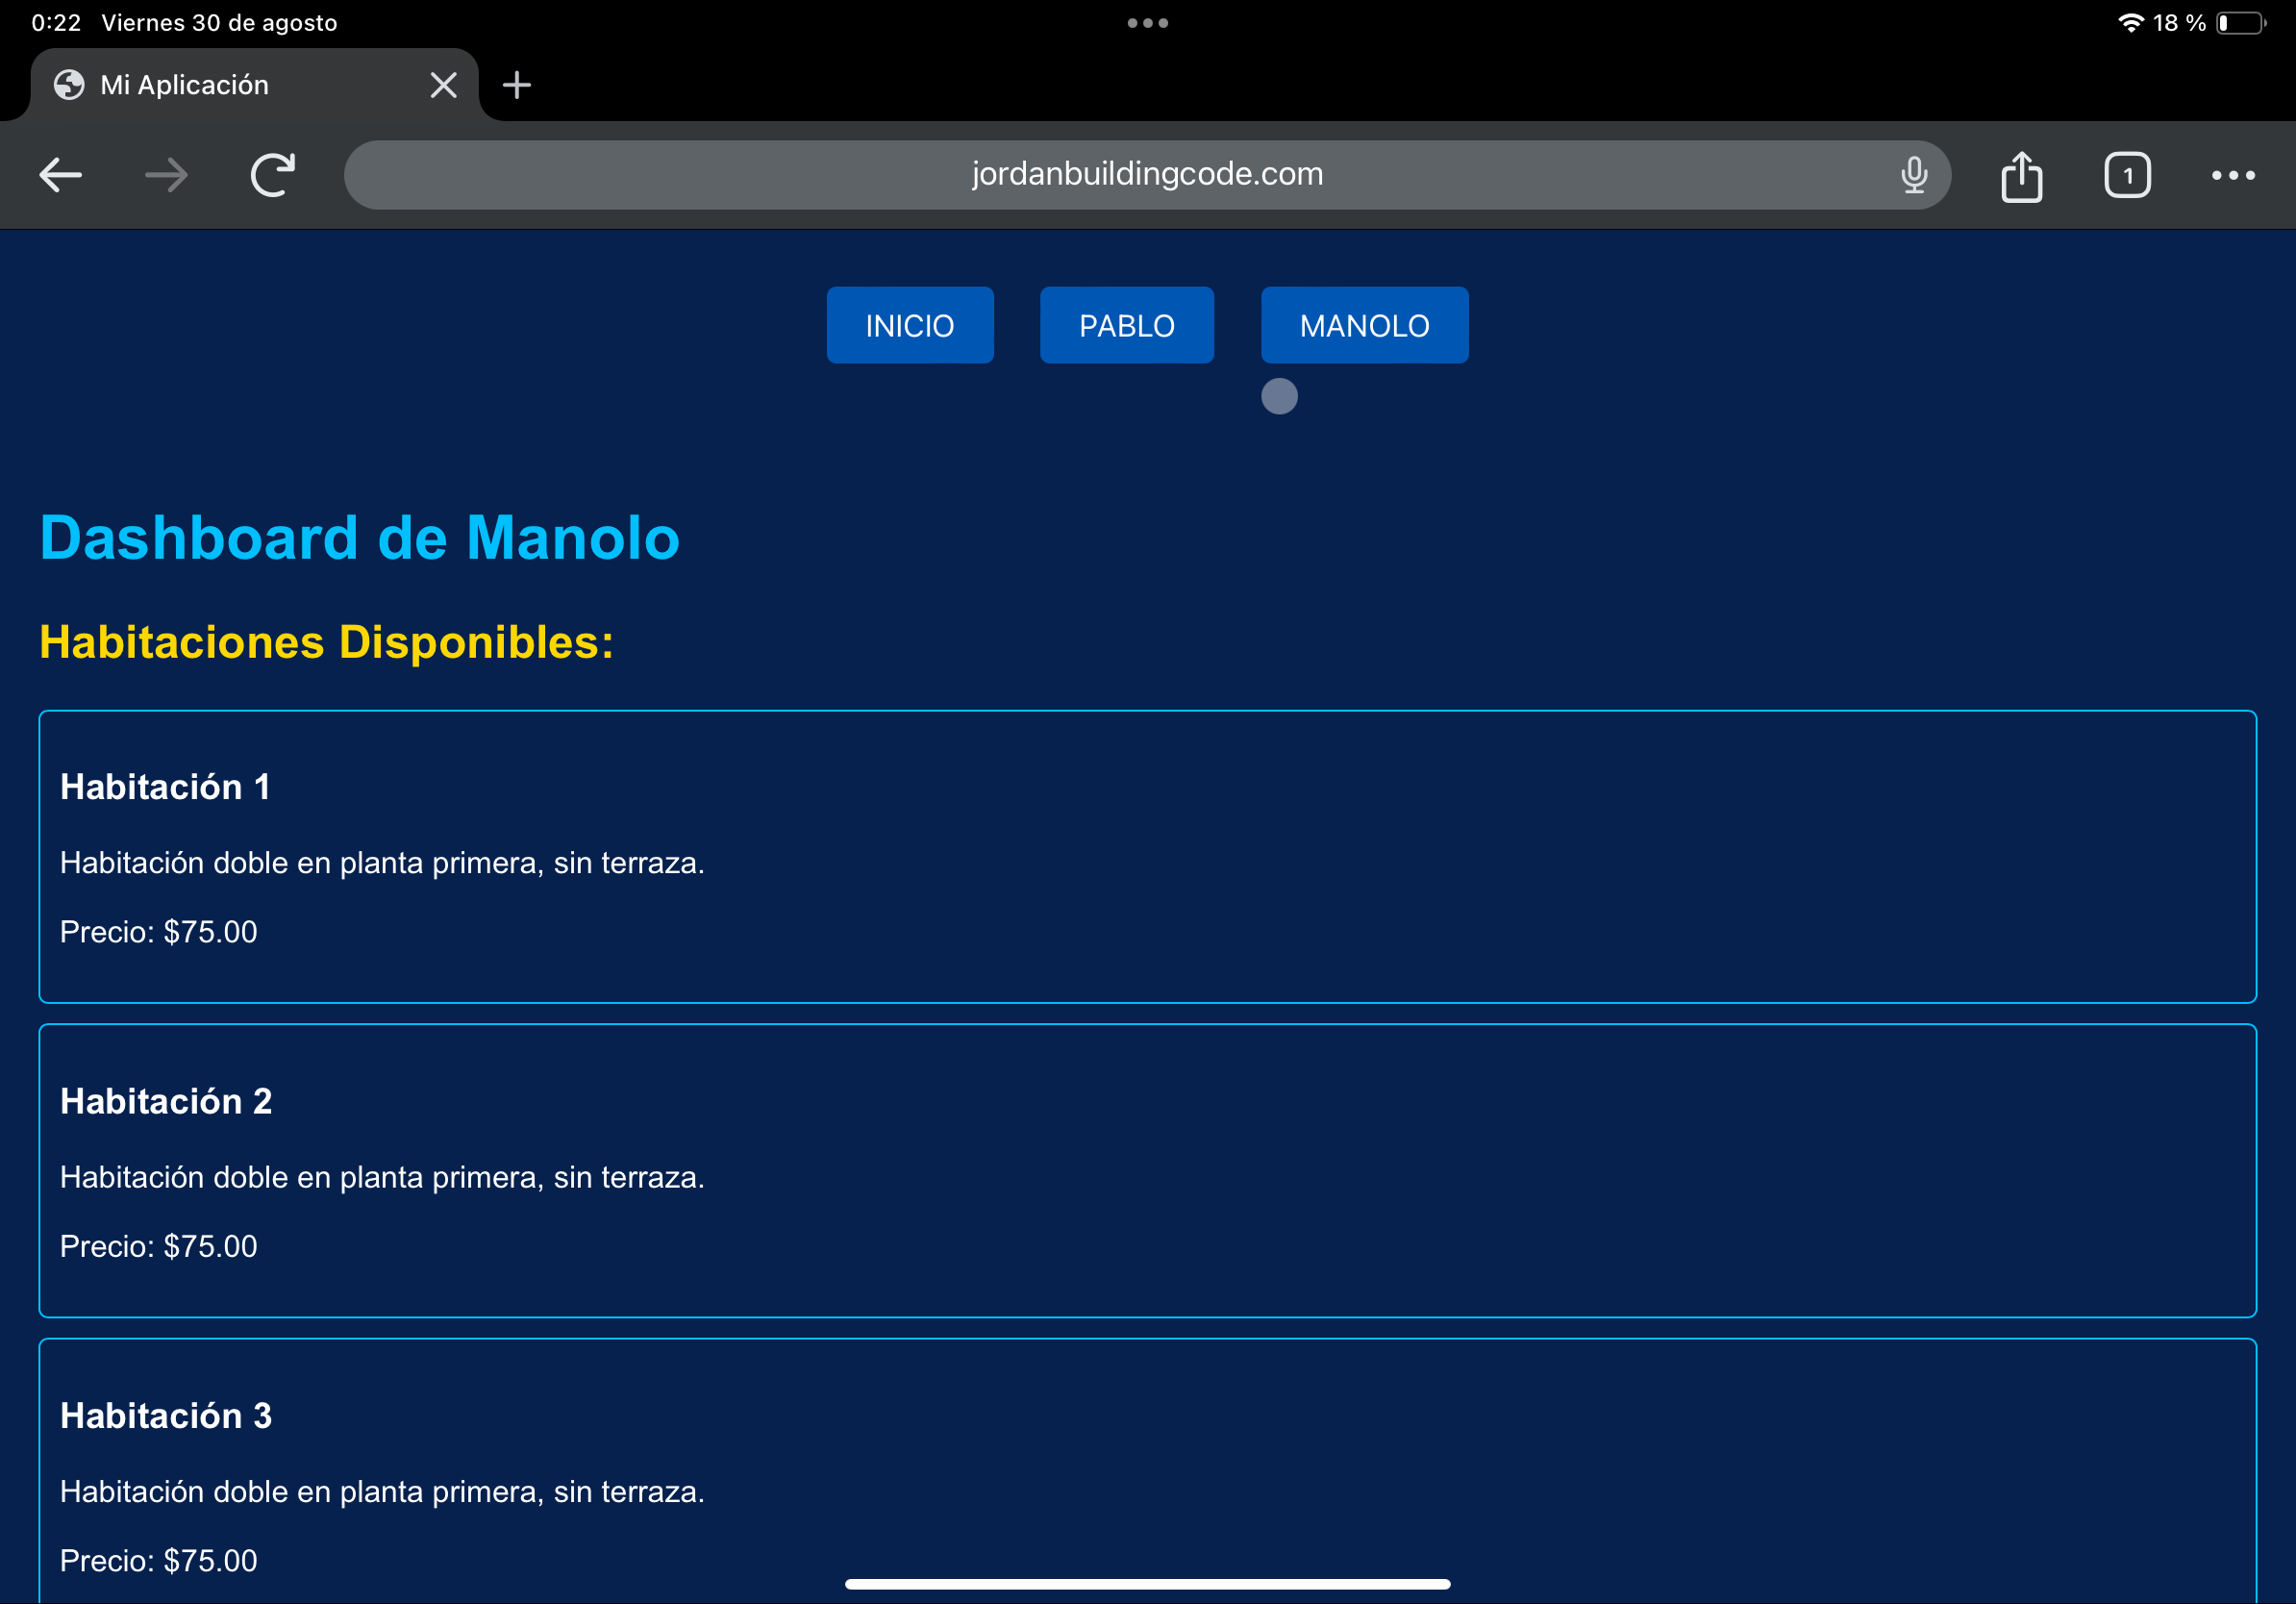 0:22 Viernes 30 de agosto
18 %
Mi Aplicación
jordanbuildingcode.com
1
INICIO PABLO MANOLO
Dashboard de Manolo
Habitaciones Disponibles:
Habitación 1
Habitación doble en planta primera, sin terraza.
Precio: $75.00
Habitación 2
Habitación doble en planta primera, sin terraza.
Precio: $75.00
Habitación 3
Habitación doble en planta primera, sin terraza.
Precio: $75.00